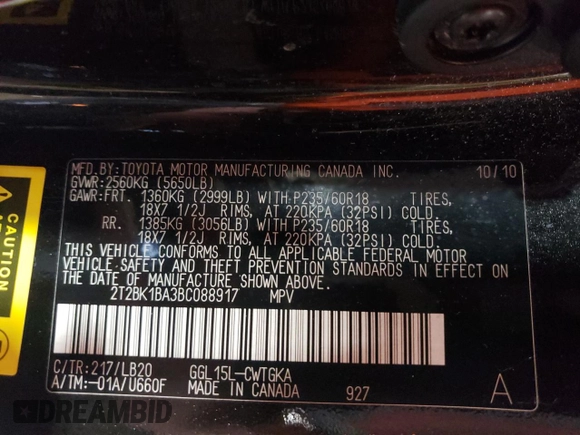 MFD.BY:TOYOTA MOTOR MANUFACTURING CANADA INC. 10/10
GVWR:2560KG (5650LB)
GAWR:FRT. 1360KG (2999LB) WITH P235/60R18 TIRES,
18X7 1/2J RIMS, AT 220KPA (32PSI) COLD.
RR. 1385KG (3056LB) WITH P235/60R18 TIRES,
18X7 1/2J RIMS, AT 220KPA (32PSI) COLD.
THIS VEHICLE CONFORMS TO ALL APPLICABLE FEDERAL MOTOR
VEHICLE SAFETY AND THEFT PREVENTION STANDARDS IN EFFECT ON
THE DATE OF MANUFACTURE SHOWN ABOVE.
2T2BK1BA3BC088917 MPV
C/TR:217/LB20 GGL15L-CWTGKA
A/TM:-01A/U660F MADE IN CANADA 927 A
CAUTION
DREAMBID